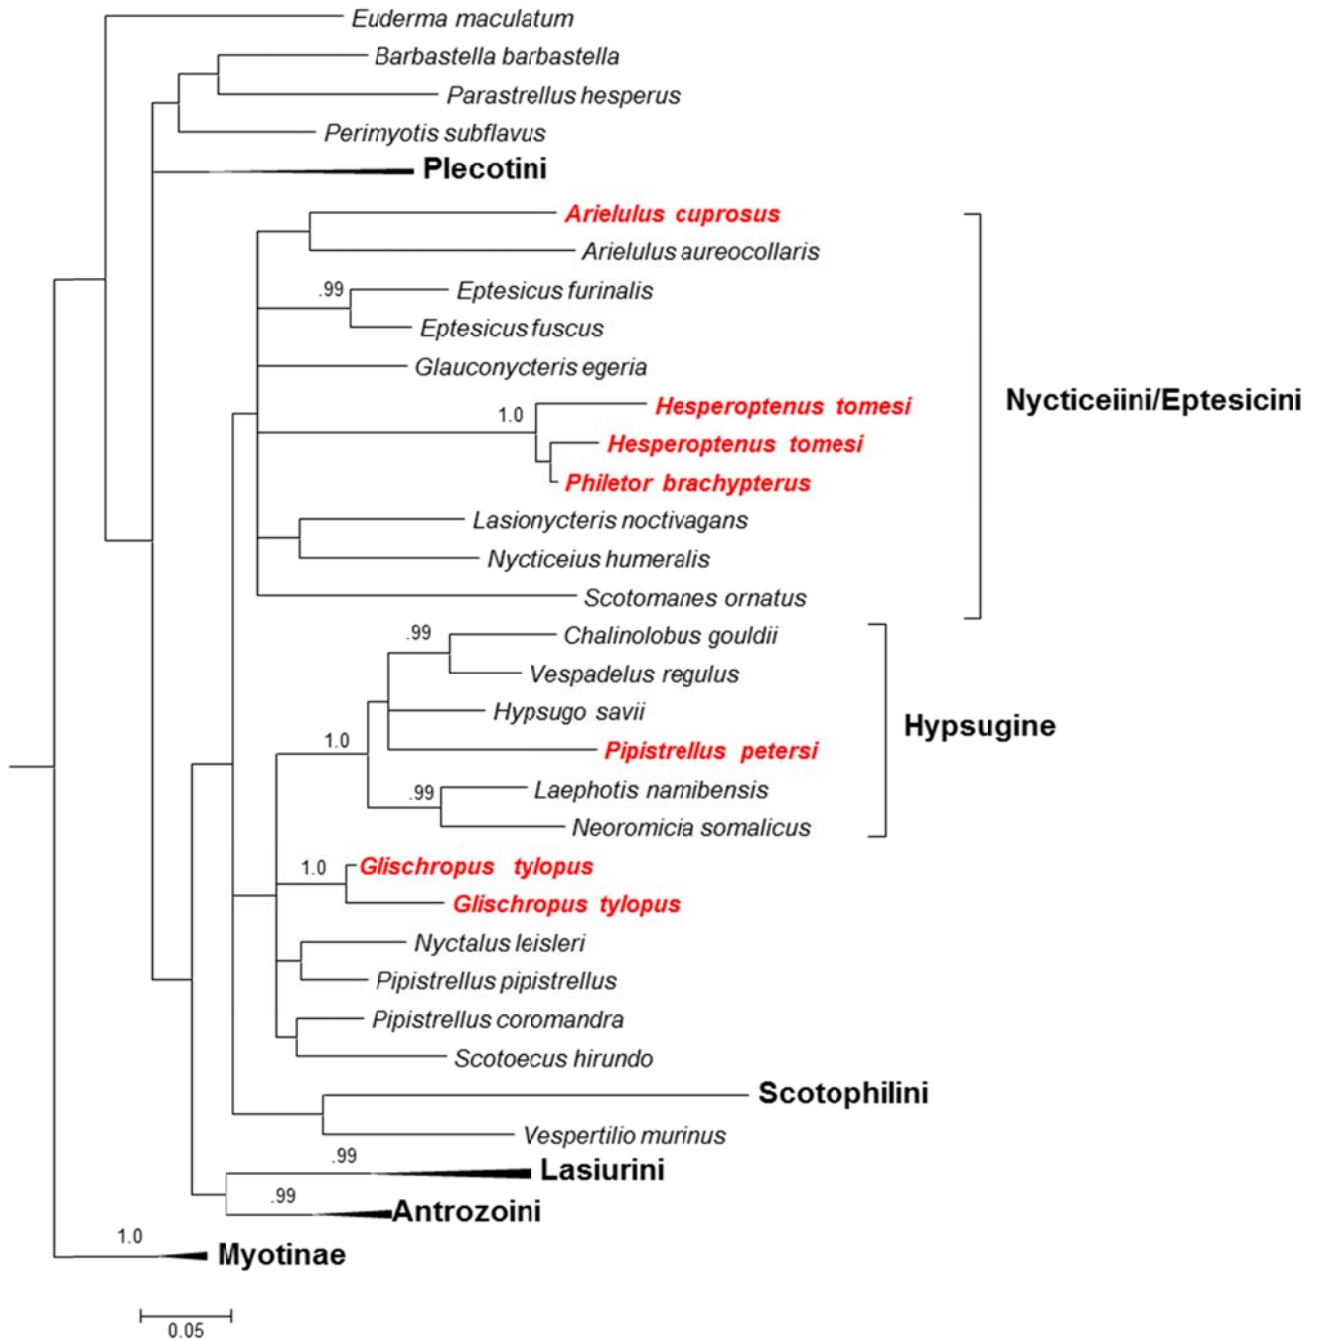 Euderma maculatum
Barbastella barbastella
Parastrellus hesperus
Perimyotis subflavus
Plecotini
Arielulus cuprosus
Arielulus aureocollaris
.99
Eptesicus furinalis
Eptesicus fuscus
Glauconycteris egeria
Nycticeiini/Eptesicini
1.0
Hesperoptenus tomesi
Hesperoptenus tomesi
Philetor brachypterus
Lasionycteris noctivagans
Nycticeius humeralis
Scotomanes ornatus
.99
Chalinolobus gouldii
Vespadelus regulus
Hypsugo savii
Hypsugine
1.0
Pipistrellus petersi
.99
Laephotis namibensis
Neoromicia somalicus
1.0
Glischropus tylopus
Glischropus tylopus
Nyctalus leisleri
Pipistrellus pipistrellus
Pipistrellus coromandra
Scotoecus hirundo
Scotophilini
Vespertilio murinus
.99
Lasiurini
.99
Antrozoini
1.0
Myotinae
0.05